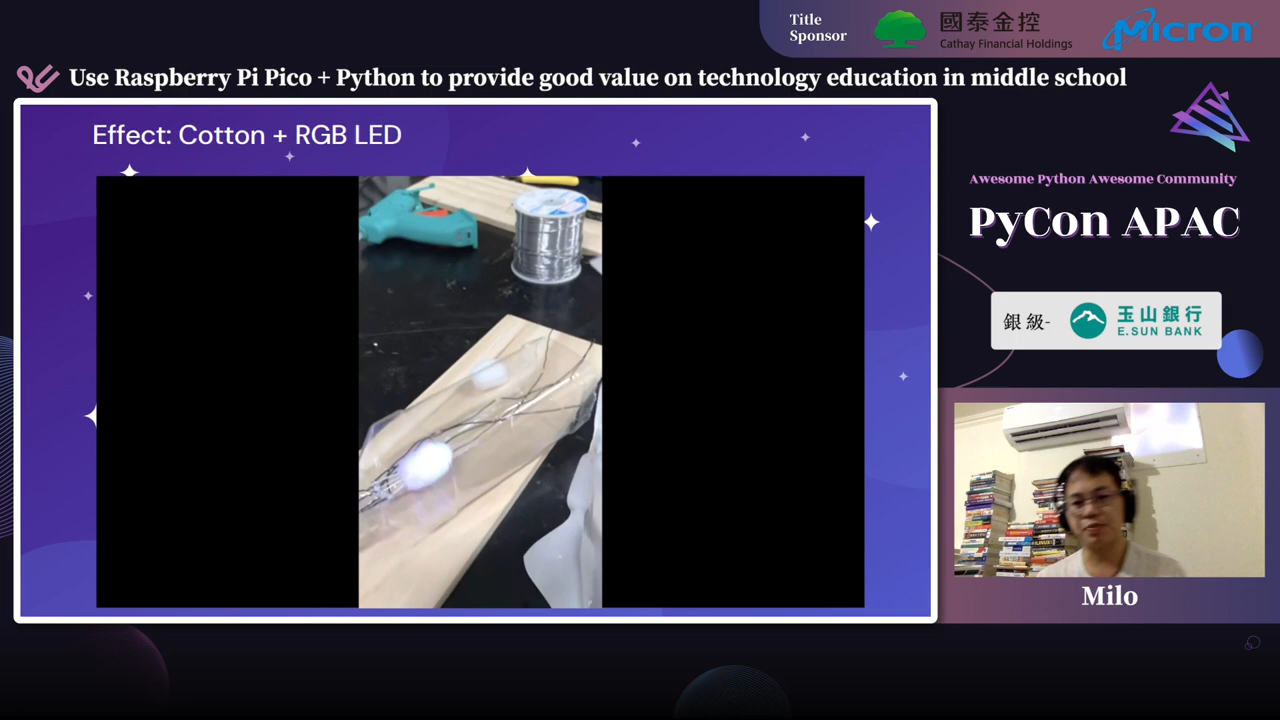 Title
Sponsor
國泰金控
Cathay Financial Holdings
Micron
Use Raspberry Pi Pico + Python to provide good value on technology education in middle school
Effect: Cotton + RGB LED
Awesome Python Awesome Community
PyCon APAC
銀級-
玉山銀行
E.SUN BANK
Milo